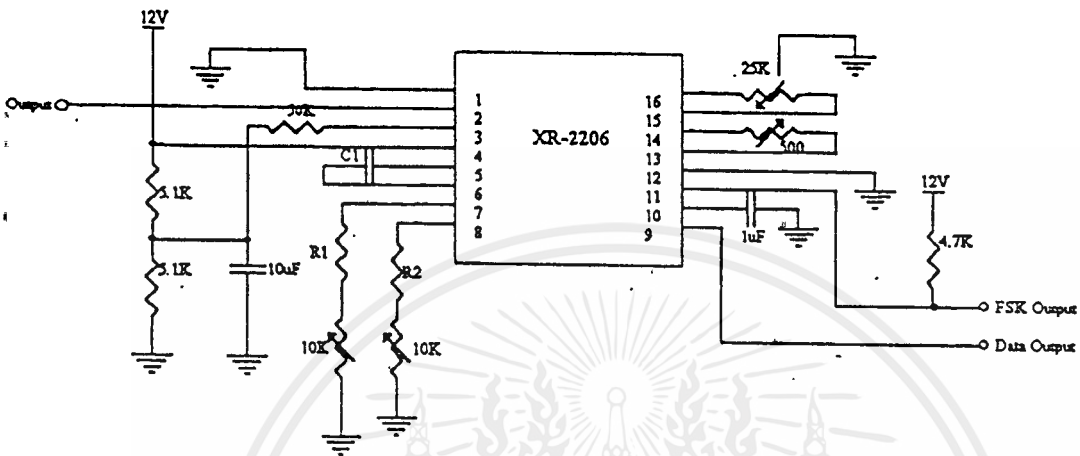 12V
Output
25K
1
2
3
4
5
6
7
8
XR-2206
16
15
14
13
12
11
10
9
500
C1
5.1K
5.1K
10uF
R1
R2
10K
10K
1uF
12V
4.7K
FSK Output
Data Output